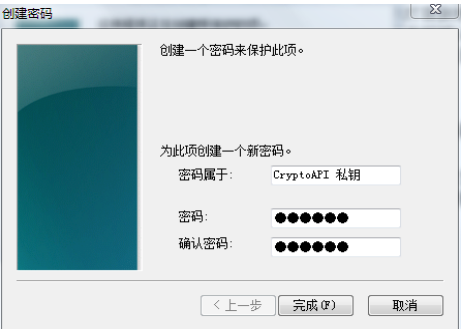 创建密码
创建一个密码来保护此项。
为此项创建一个新密码。
密码属于:
CryptoAPI 私钥
密码:
●●●●●●
确认密码:
●●●●●●
<上一步
完成(F)
取消